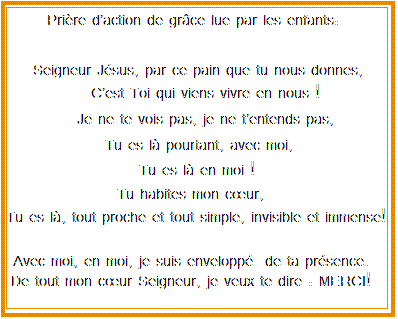 Prière d'action de grâce lue par les enfants:
Seigneur Jésus, par ce pain que tu nous donnes,
C'est Toi qui viens vivre en nous !
Je ne te vois pas, je ne t'entends pas,
Tu es là pourtant, avec moi,
Tu es là en moi !
Tu habites mon cœur,
Tu es là, tout proche et tout simple, invisible et immense!
Avec moi, en moi, je suis enveloppé de ta présence.
De tout mon cœur Seigneur, je veux te dire : MERCI!